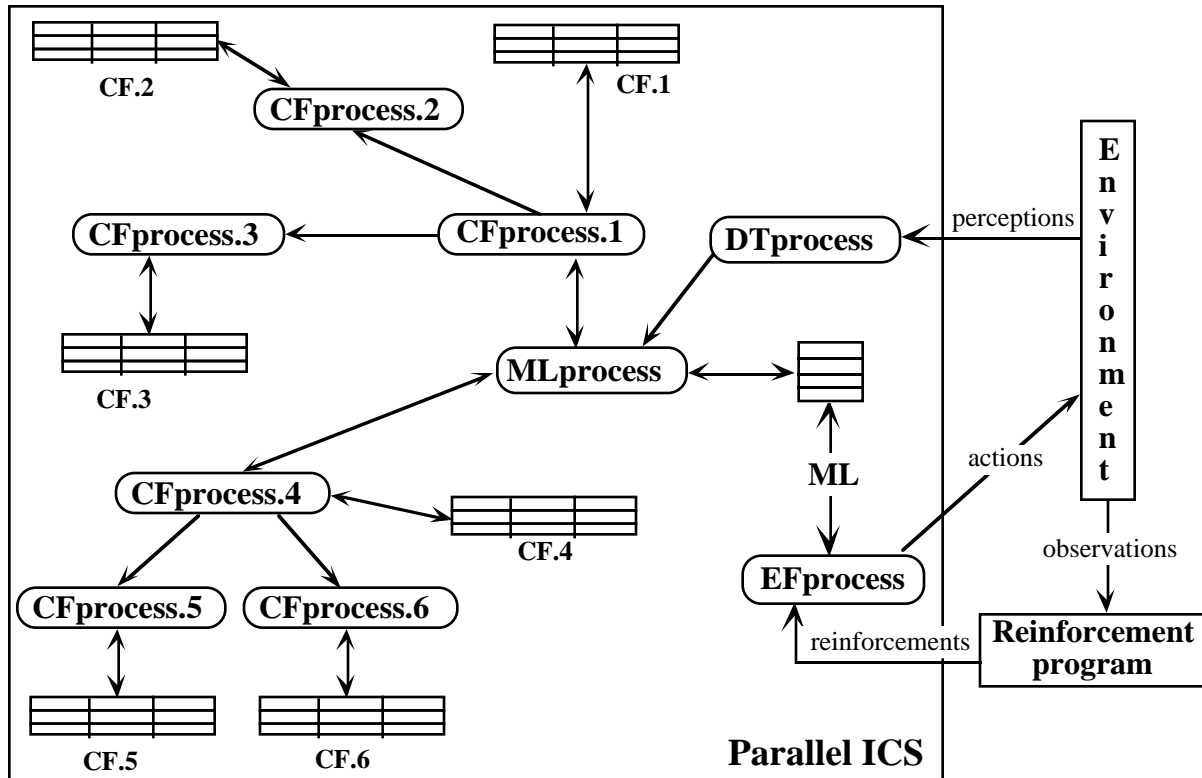 CF.2
CF.1
CFprocess.2
CFprocess.3
CFprocess.1
DTprocess
perceptions
Environment
MLprocess
CF.3
ML
actions
CFprocess.4
CF.4
observations
EFprocess
CFprocess.5
CFprocess.6
reinforcements
Reinforcement
program
CF.5
CF.6
Parallel ICS